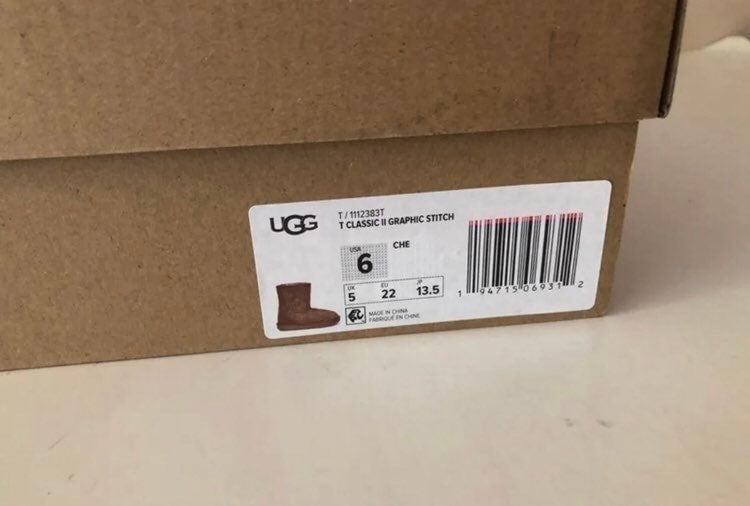 UGG
T / 1112383T
T CLASSIC II GRAPHIC STITCH
USA
6
CHE
UK EU JP
5 22 13.5
MADE IN CHINA
FABRIQUÉ EN CHINE
1 94715 06931 2